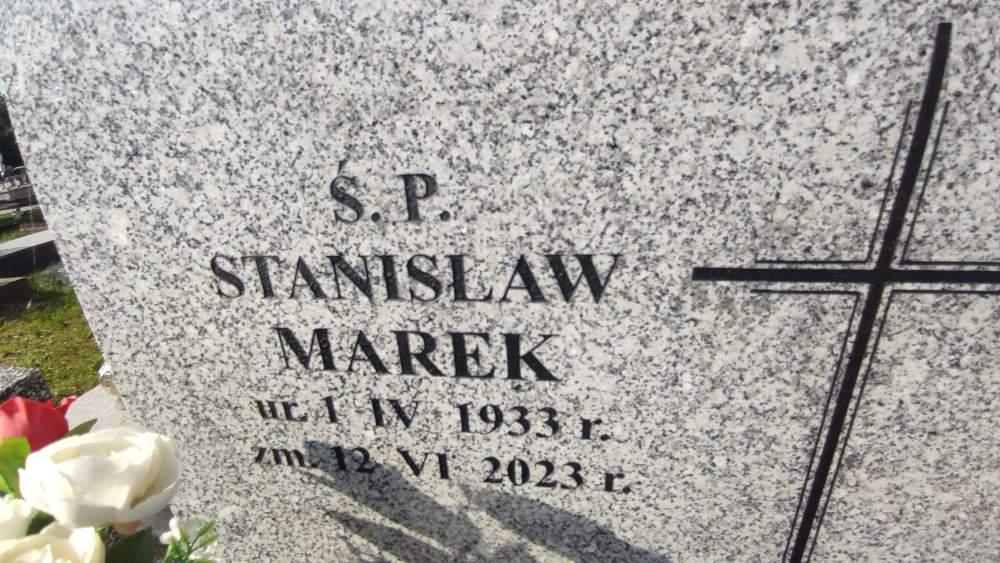 Ś. P.
STANISŁAW
MAREK
ur. 1 IV 1933 r.
zm. 12 VI 2023 r.